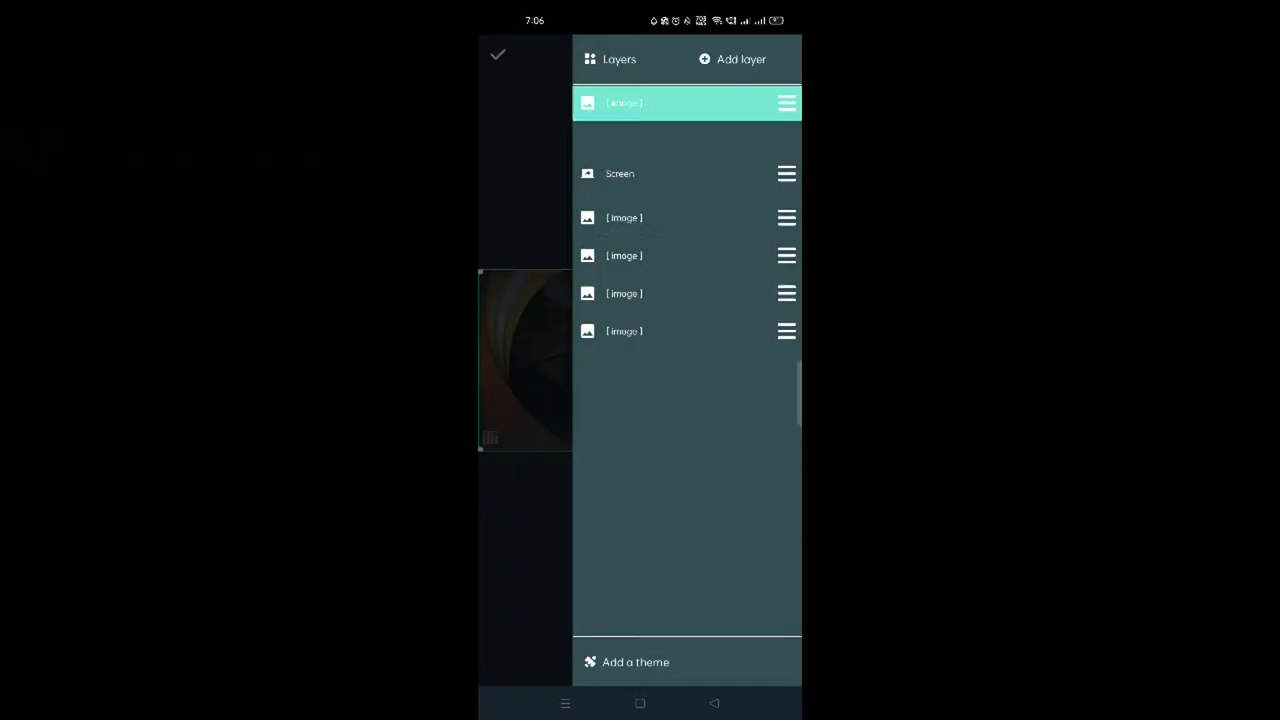 7:06
Layers
Add layer
[ image ]
Screen
[ image ]
[ image ]
[ image ]
[ image ]
Add a theme